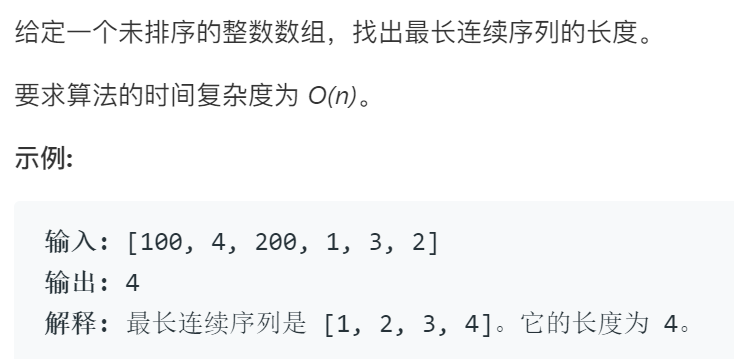 给定一个未排序的整数数组，找出最长连续序列的长度。
要求算法的时间复杂度为 O(n)。
示例:
输入: [100, 4, 200, 1, 3, 2]
输出: 4
解释: 最长连续序列是 [1, 2, 3, 4]。它的长度为 4。